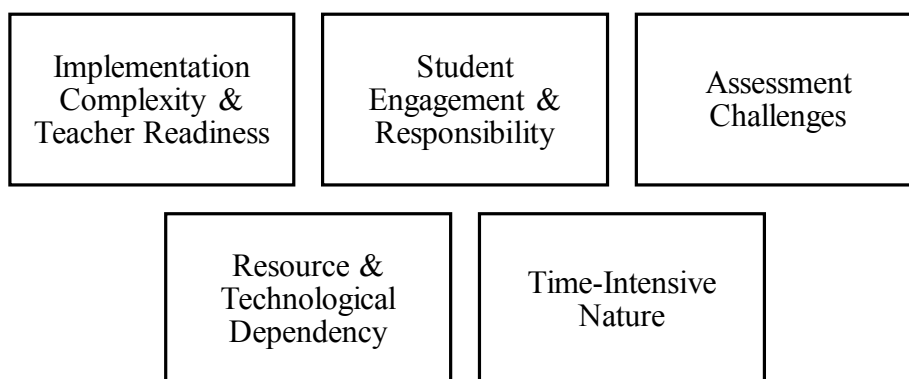 Implementation
Complexity &
Teacher Readiness
Student
Engagement &
Responsibility
Assessment
Challenges
Resource &
Technological
Dependency
Time-Intensive
Nature